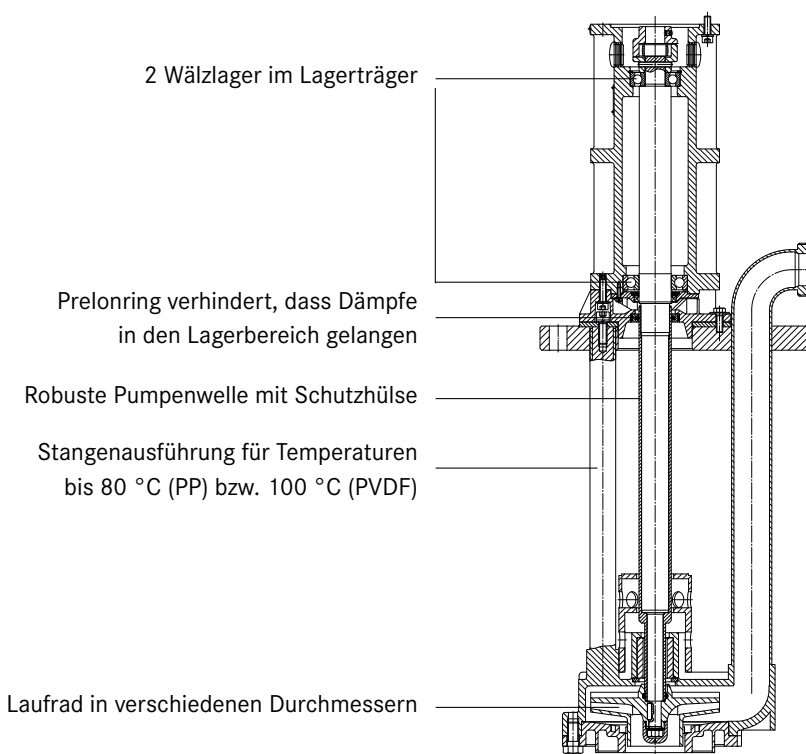 2 Wälzlager im Lagerträger
Prelonring verhindert, dass Dämpfe
in den Lagerbereich gelangen
Robuste Pumpenwelle mit Schutzhülse
Stangenausführung für Temperaturen
bis 80 °C (PP) bzw. 100 °C (PVDF)
Laufrad in verschiedenen Durchmessern